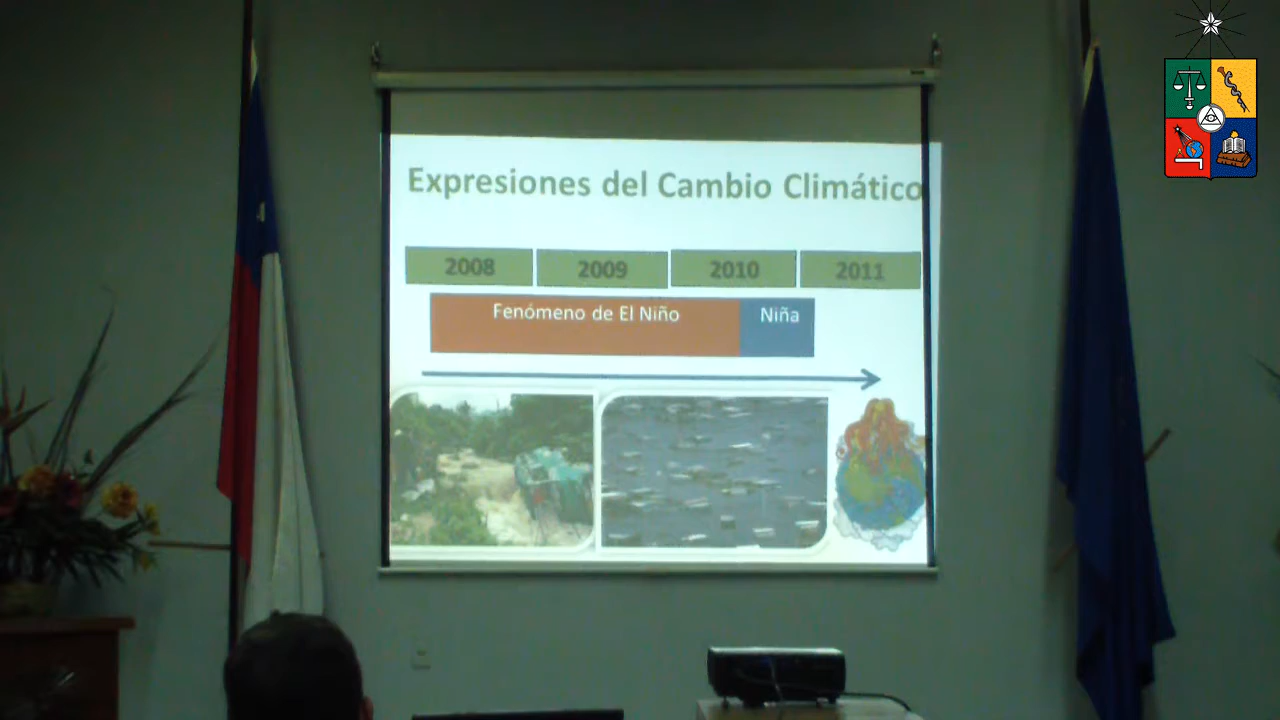 Expresiones del Cambio Climático
2008 2009 2010 2011
Fenómeno de El Niño Niña